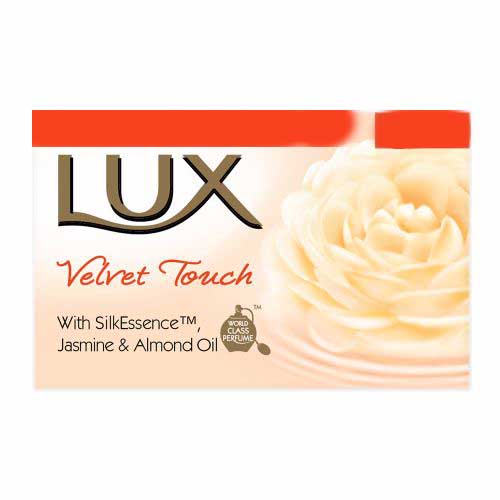 LUX
Velvet Touch
With SilkEssence™,
Jasmine & Almond Oil
WORLD
CLASS
PERFUME
™